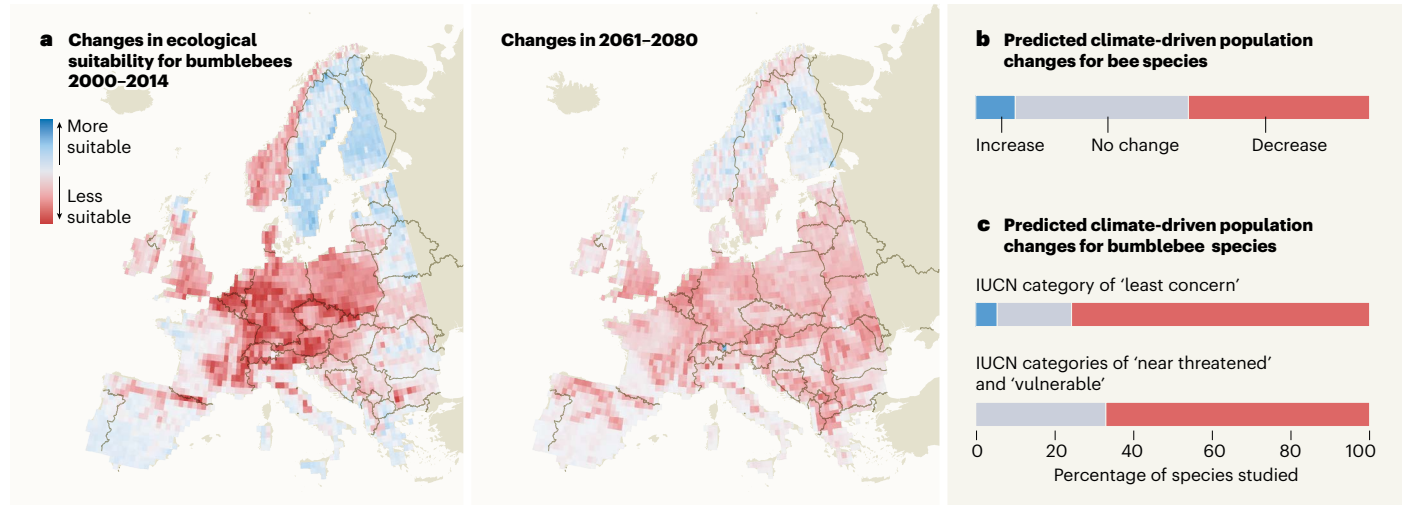 a Changes in ecological
suitability for bumblebees
2000–2014
More
suitable
Less
suitable
Changes in 2061–2080
b Predicted climate-driven population
changes for bee species
Increase No change Decrease
c Predicted climate-driven population
changes for bumblebee species
IUCN category of ‘least concern’
IUCN categories of ‘near threatened’
and ‘vulnerable’
0 20 40 60 80 100
Percentage of species studied